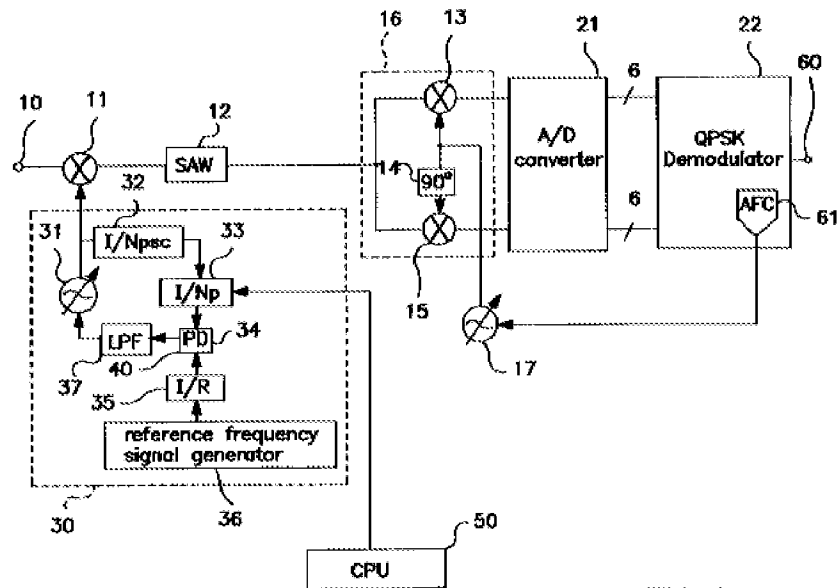 16
13
21
22
60
10
11
12
6
SAW
A/D
converter
QPSK
Demodulator
14
90°
32
6
AFC
61
I/Npsc
31
33
15
I/Np
LPF
PD
34
17
40
37
I/R
35
reference frequency
signal generator
30
36
50
CPU